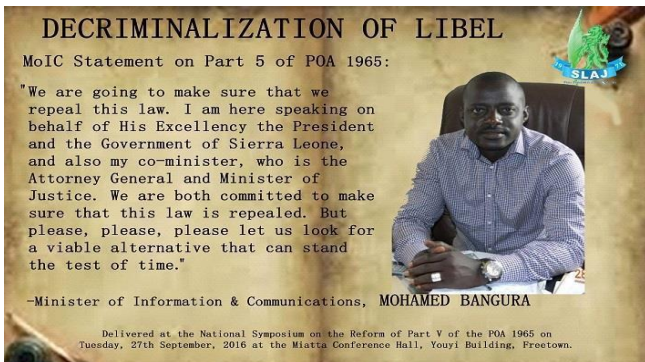 DECRIMINALIZATION OF LIBEL
SLAJ
MoIC Statement on Part 5 of POA 1965:
"We are going to make sure that we
repeal this law. I am here speaking on
behalf of His Excellency the President
and the Government of Sierra Leone,
and also my co-minister, who is the
Attorney General and Minister of
Justice. We are both committed to make
sure that this law is repealed. But
please, please, please let us look for
a viable alternative that can stand
the test of time."
-Minister of Information & Communications, MOHAMED BANGURA
Delivered at the National Symposium on the Reform of Part V of the POA 1965 on
Tuesday, 27th September, 2016 at the Miatta Conference Hall, Youyi Building, Freetown.